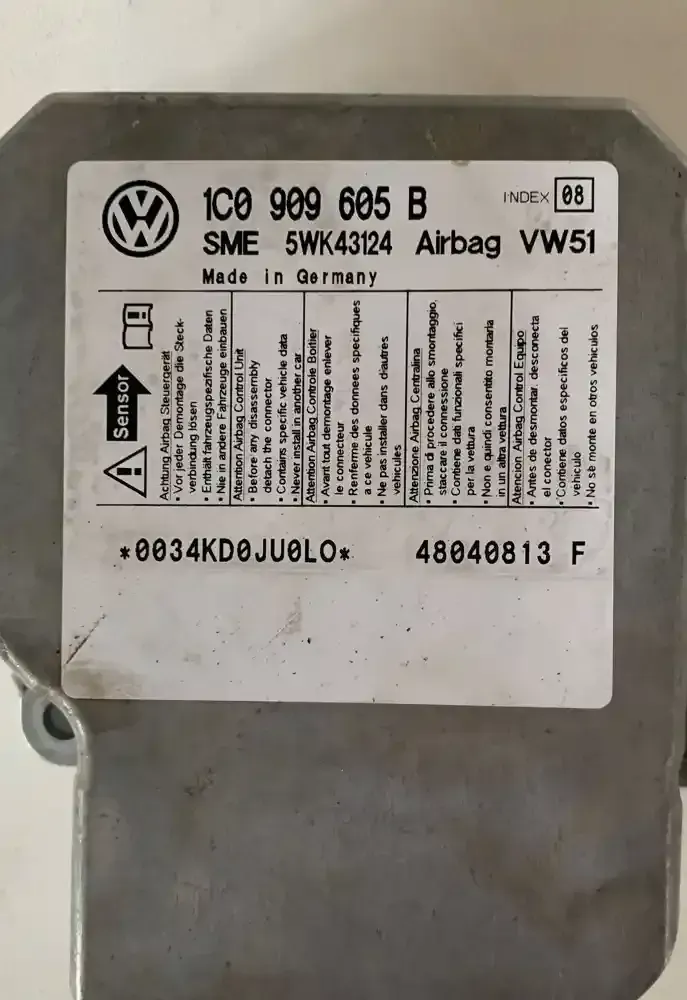 1C0 909 605 B
INDEX 08
SME 5WK43124 Airbag VW51
Made in Germany
Sensor
Achtung Airbag Steuergerät
• Vor jeder Demontage die Steck-
verbindung lösen
• Enthält fahrzeugspezifische Daten
• Nie in andere Fahrzeuge einbauen
Attention Airbag Control Unit
• Before any disassembly
detach the connector
• Contains specific vehicle data
• Never install in another car
Attention Airbag Controle Boitier
• Avant tout demontage enlever
le connecteur
• Renferme des donnees specifiques
a ce vehicule
• Ne pas installer dans d'autres
vehicules
Attenzione Airbag Centralina
• Prima di procedere allo smontaggio,
staccare il connessione
• Contiene dati funzionali specifici
per la vettura
• Non e quindi consentito montarla
in un altra vettura
Atencion Airbag Control Equipo
• Antes de desmontar, desconecta
el conector
• Contiene datos especificos del
vehiculo
• No se monte en otros vehiculos
*0034KD0JU0LO*
48040813 F